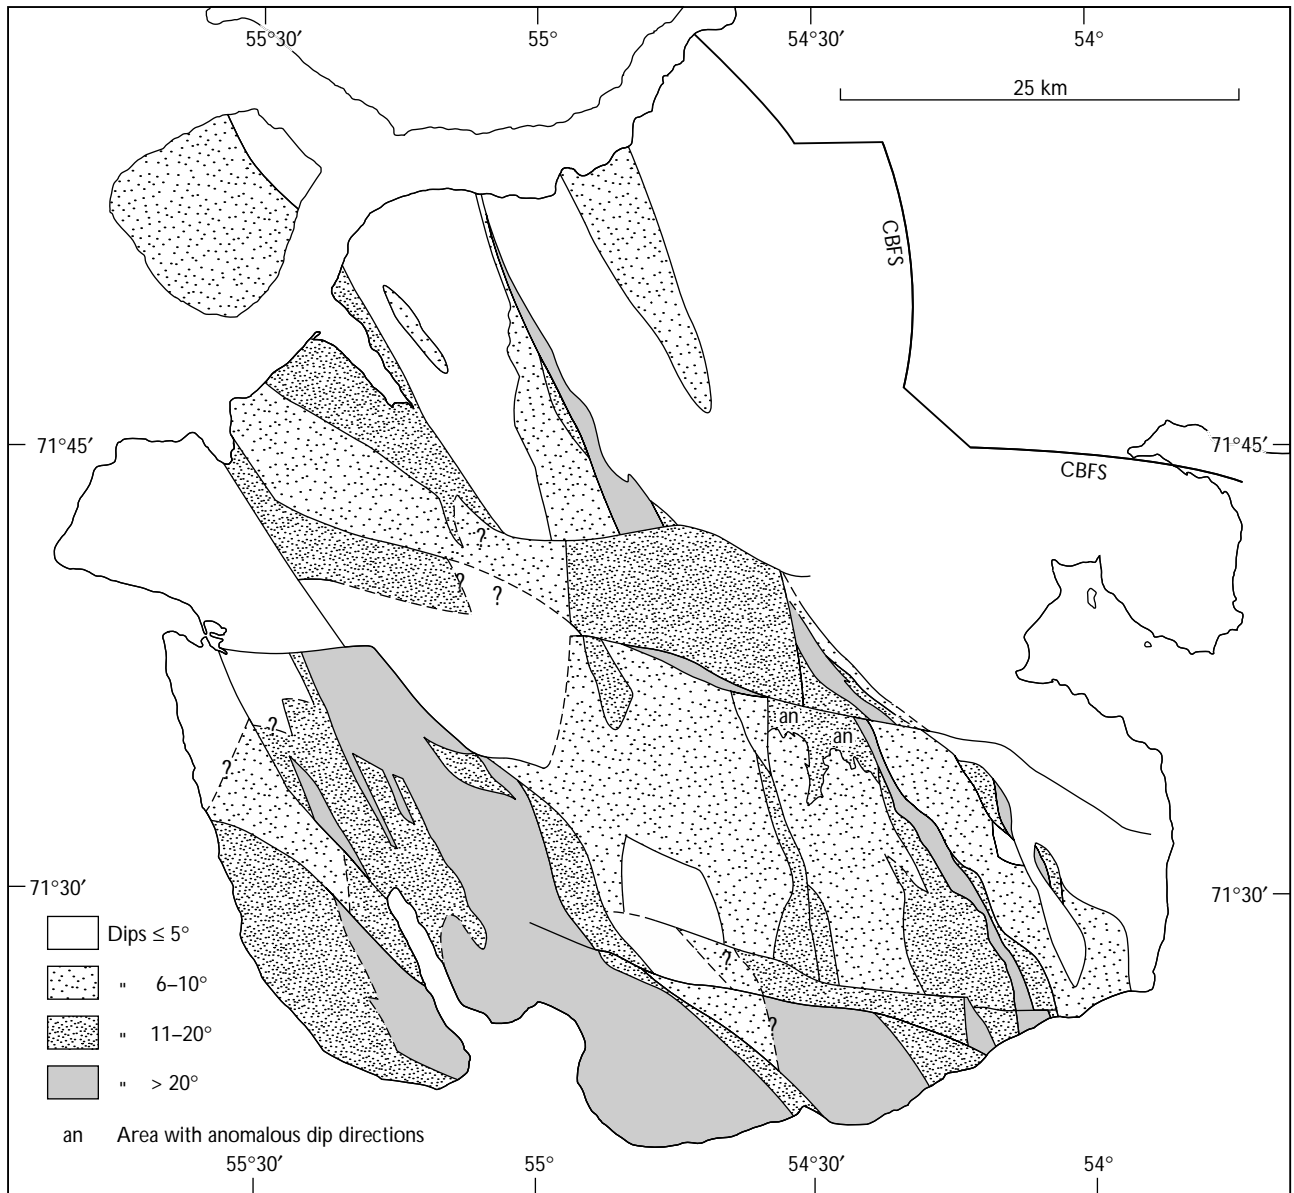 55°30′ 55° 54°30′ 54°
25 km
CBFS
71°45′ 71°45′
CBFS
?
? ?
an
? an
?
71°30′ 71°30′
Dips ≤ 5°
?
" 6–10°
?
" 11–20°
" > 20°
an Area with anomalous dip directions
55°30′ 55° 54°30′ 54°